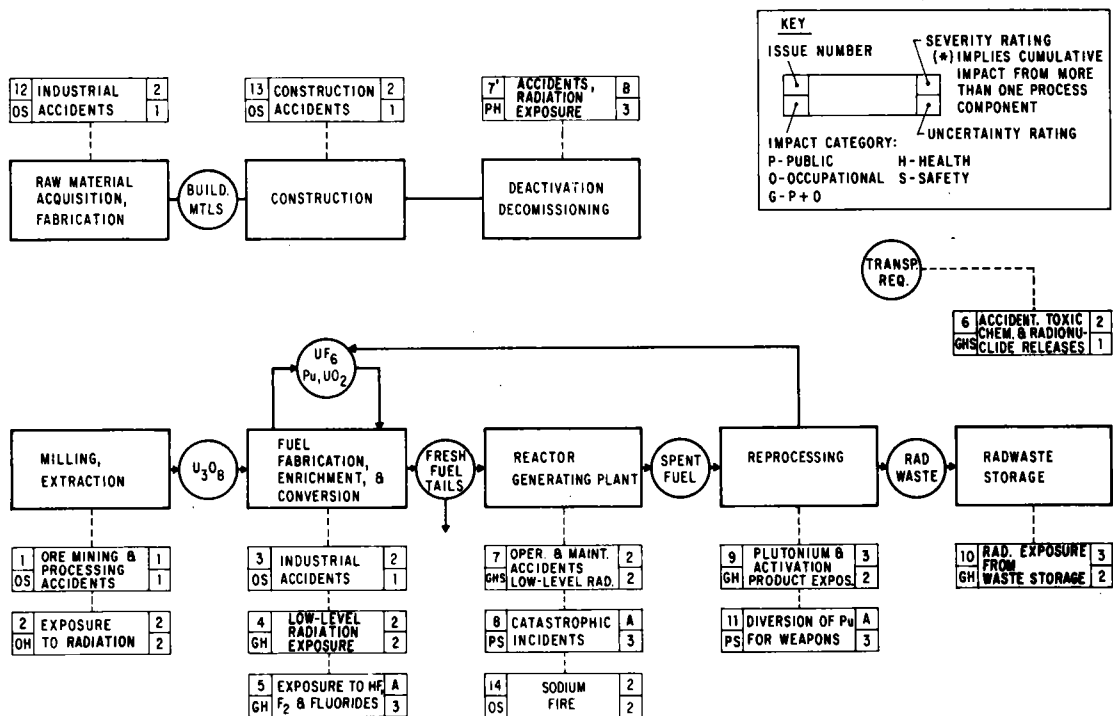 KEY
ISSUE NUMBER
SEVERITY RATING
(*) IMPLIES CUMULATIVE
IMPACT FROM MORE
THAN ONE PROCESS
COMPONENT
UNCERTAINTY RATING
IMPACT CATEGORY:
P-PUBLIC H-HEALTH
O-OCCUPATIONAL S-SAFETY
G-P+O
12 INDUSTRIAL 2
OS ACCIDENTS 1
13 CONSTRUCTION 2
OS ACCIDENTS 1
7' ACCIDENTS, B
RADIATION
PH EXPOSURE 3
RAW MATERIAL
ACQUISITION,
FABRICATION
BUILD.
MTLS
CONSTRUCTION
DEACTIVATION
DECOMISSIONING
TRANSP.
REQ.
6 ACCIDENT. TOXIC 2
CHEM. & RADIONU-
GHS CLIDE RELEASES 1
UF6
Pu, UO2
MILLING,
EXTRACTION
U3O8
FUEL
FABRICATION,
ENRICHMENT, &
CONVERSION
FRESH
FUEL
TAILS
REACTOR
GENERATING PLANT
SPENT
FUEL
REPROCESSING
RAD
WASTE
RADWASTE
STORAGE
1 ORE MINING & 1
PROCESSING
OS ACCIDENTS 1
2 EXPOSURE 2
OH TO RADIATION 2
3 INDUSTRIAL 2
OS ACCIDENTS 1
4 LOW-LEVEL 2
RADIATION
GH EXPOSURE 2
5 EXPOSURE TO HF, A
GH F2 & FLUORIDES 3
7 OPER. & MAINT. 2
ACCIDENTS
GHS LOW-LEVEL RAD. 2
8 CATASTROPHIC A
PS INCIDENTS 3
14 SODIUM 2
OS FIRE 2
9 PLUTONIUM & 3
ACTIVATION
GH PRODUCT EXPOS. 2
11 DIVERSION OF Pu A
PS FOR WEAPONS 3
10 RAD. EXPOSURE 3
FROM
GH WASTE STORAGE 2